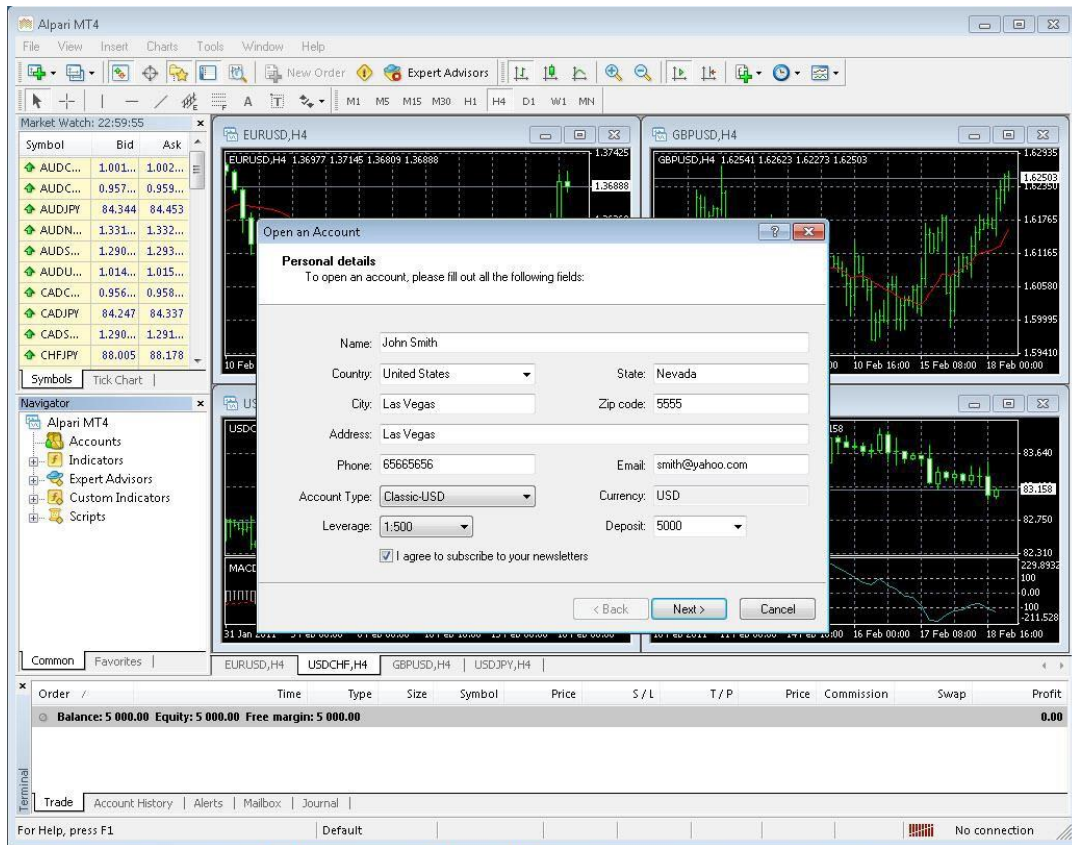 Alpari MT4
File View Insert Charts Tools Window Help
New Order Expert Advisors
A T M1 M5 M15 M30 H1 H4 D1 W1 MN
Market Watch: 22:59:55
Symbol Bid Ask
AUDC... 1.001... 1.002...
AUDC... 0.957... 0.959...
AUDJPY 84.344 84.453
AUDN... 1.331... 1.332...
AUDS... 1.290... 1.293...
AUDU... 1.014... 1.015...
CADC... 0.956... 0.958...
CADJPY 84.247 84.337
CADS... 1.290... 1.291...
CHFJPY 88.005 88.178
Symbols Tick Chart
Navigator
Alpari MT4
Accounts
Indicators
Expert Advisors
Custom Indicators
Scripts
Common Favorites
EURUSD,H4
EURUSD,H4 1.36977 1.37145 1.36809 1.36888
1.37425
1.36888
10 Feb
GBPUSD,H4
GBPUSD,H4 1.62541 1.62623 1.62273 1.62503
1.62935
1.62503
1.62350
1.61765
1.61165
1.60580
1.59995
1.59410
10 Feb 16:00 15 Feb 08:00 18 Feb 00:00
US
USDC
MACD
31 Jan 2011
158
83.640
83.158
82.750
82.310
229.8932
100
0.00
-100
-211.528
16 Feb 00:00 17 Feb 08:00 18 Feb 16:00
Open an Account
Personal details
To open an account, please fill out all the following fields:
Name: John Smith
Country: United States State: Nevada
City: Las Vegas Zip code: 5555
Address: Las Vegas
Phone: 65665656 Email: smith@yahoo.com
Account Type: Classic-USD Currency: USD
Leverage: 1:500 Deposit: 5000
I agree to subscribe to your newsletters
< Back Next > Cancel
EURUSD,H4 USDCHF,H4 GBPUSD,H4 USDJPY,H4
Order / Time Type Size Symbol Price S / L T / P Price Commission Swap Profit
Balance: 5 000.00 Equity: 5 000.00 Free margin: 5 000.00 0.00
Terminal
Trade Account History Alerts Mailbox Journal
For Help, press F1 Default No connection